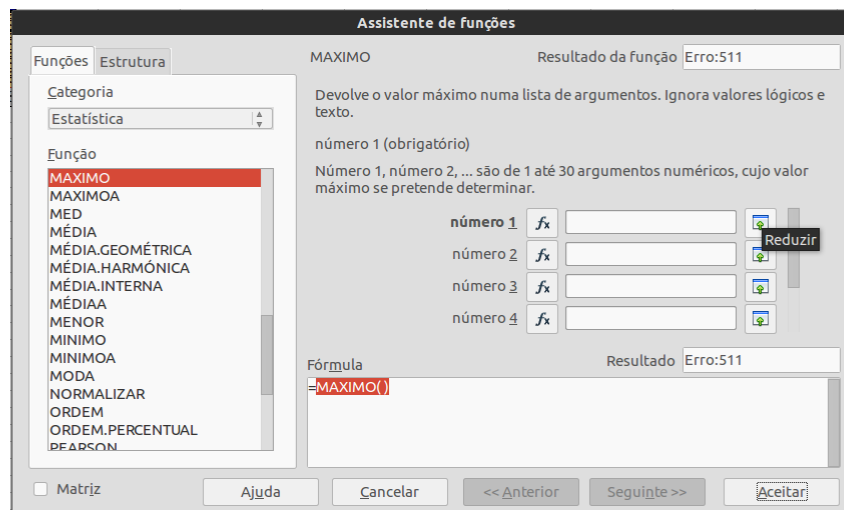 Assistente de funções
Funções Estrutura
Categoria
Estatística
Função
MAXIMO
MAXIMOA
MED
MÉDIA
MÉDIA.GEOMÉTRICA
MÉDIA.HARMÓNICA
MÉDIA.INTERNA
MÉDIAA
MENOR
MINIMO
MINIMOA
MODA
NORMALIZAR
ORDEM
ORDEM.PERCENTUAL
PEARSON
MAXIMO Resultado da função Erro:511
Devolve o valor máximo numa lista de argumentos. Ignora valores lógicos e
texto.
número 1 (obrigatório)
Número 1, número 2, ... são de 1 até 30 argumentos numéricos, cujo valor
máximo se pretende determinar.
número 1 fx
Reduzir
número 2 fx
número 3 fx
número 4 fx
Fórmula Resultado Erro:511
=MAXIMO()
Matriz Ajuda Cancelar << Anterior Seguinte >> Aceitar